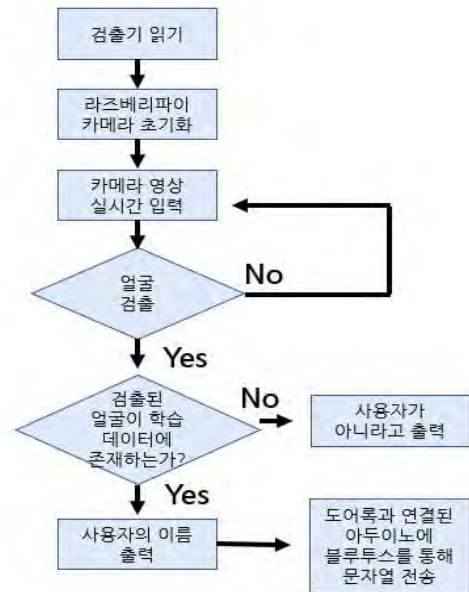 검출기 읽기
라즈베리파이
카메라 초기화
카메라 영상
실시간 입력
얼굴
검출
No
Yes
검출된
얼굴이 학습
데이터에
존재하는가?
No
사용자가
아니라고 출력
Yes
사용자의 이름
출력
도어록과 연결된
아두이노에
블루투스를 통해
문자열 전송